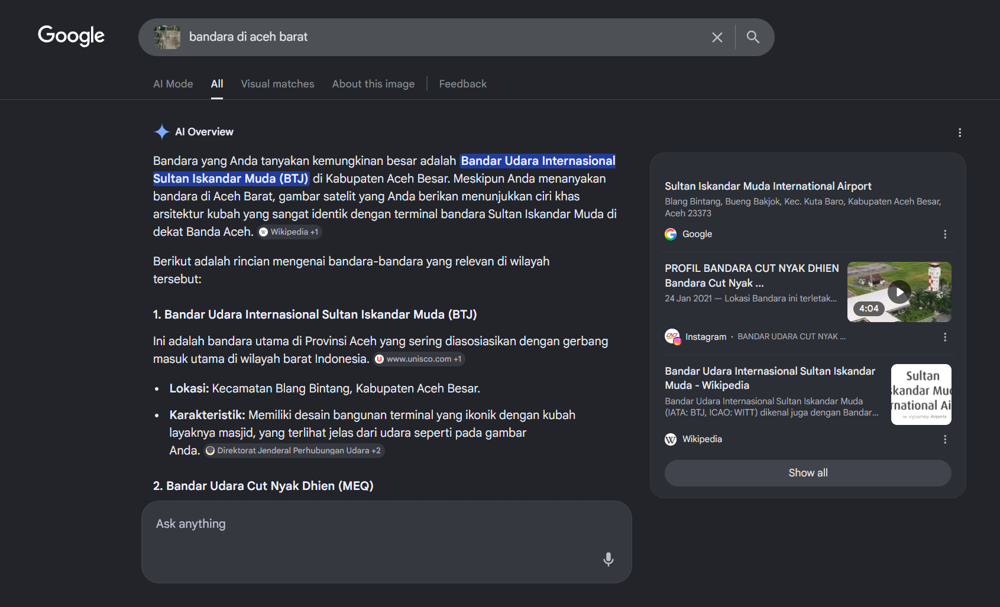 Google
bandara di aceh barat
AI Mode
All
Visual matches
About this image
Feedback
AI Overview
Bandara yang Anda tanyakan kemungkinan besar adalah Bandar Udara Internasional
Sultan Iskandar Muda (BTJ) di Kabupaten Aceh Besar. Meskipun Anda menanyakan
bandara di Aceh Barat, gambar satelit yang Anda berikan menunjukkan ciri khas
arsitektur kubah yang sangat identik dengan terminal bandara Sultan Iskandar Muda di
dekat Banda Aceh. Wikipedia +1
Berikut adalah rincian mengenai bandara-bandara yang relevan di wilayah
tersebut:
1. Bandar Udara Internasional Sultan Iskandar Muda (BTJ)
Ini adalah bandara utama di Provinsi Aceh yang sering diasosiasikan dengan gerbang
masuk utama di wilayah barat Indonesia. www.unisco.com +1
• Lokasi: Kecamatan Blang Bintang, Kabupaten Aceh Besar.
• Karakteristik: Memiliki desain bangunan terminal yang ikonik dengan kubah
layaknya masjid, yang terlihat jelas dari udara seperti pada gambar
Anda. Direktorat Jenderal Perhubungan Udara +2
2. Bandar Udara Cut Nyak Dhien (MEQ)
Ask anything
Sultan Iskandar Muda International Airport
Blang Bintang, Bueng Bakjok, Kec. Kuta Baro, Kabupaten Aceh Besar,
Aceh 23373
Google
PROFIL BANDARA CUT NYAK DHIEN
Bandara Cut Nyak ...
24 Jan 2021 — Lokasi Bandara ini terletak...
4:04
Instagram · BANDAR UDARA CUT NYAK ...
Bandar Udara Internasional Sultan Iskandar
Muda - Wikipedia
Bandar Udara Internasional Sultan Iskandar Muda
(IATA: BTJ, ICAO: WITT) dikenal juga dengan Bandar...
Sultan
skandar Mu
rnational Ai
by injourney Airports
Wikipedia
Show all